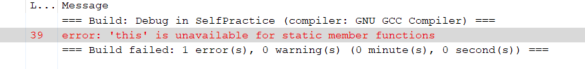 L... Message
=== Build: Debug in SelfPractice (compiler: GNU GCC Compiler) ===
39 error: 'this' is unavailable for static member functions
=== Build failed: 1 error(s), 0 warning(s) (0 minute(s), 0 second(s)) ===